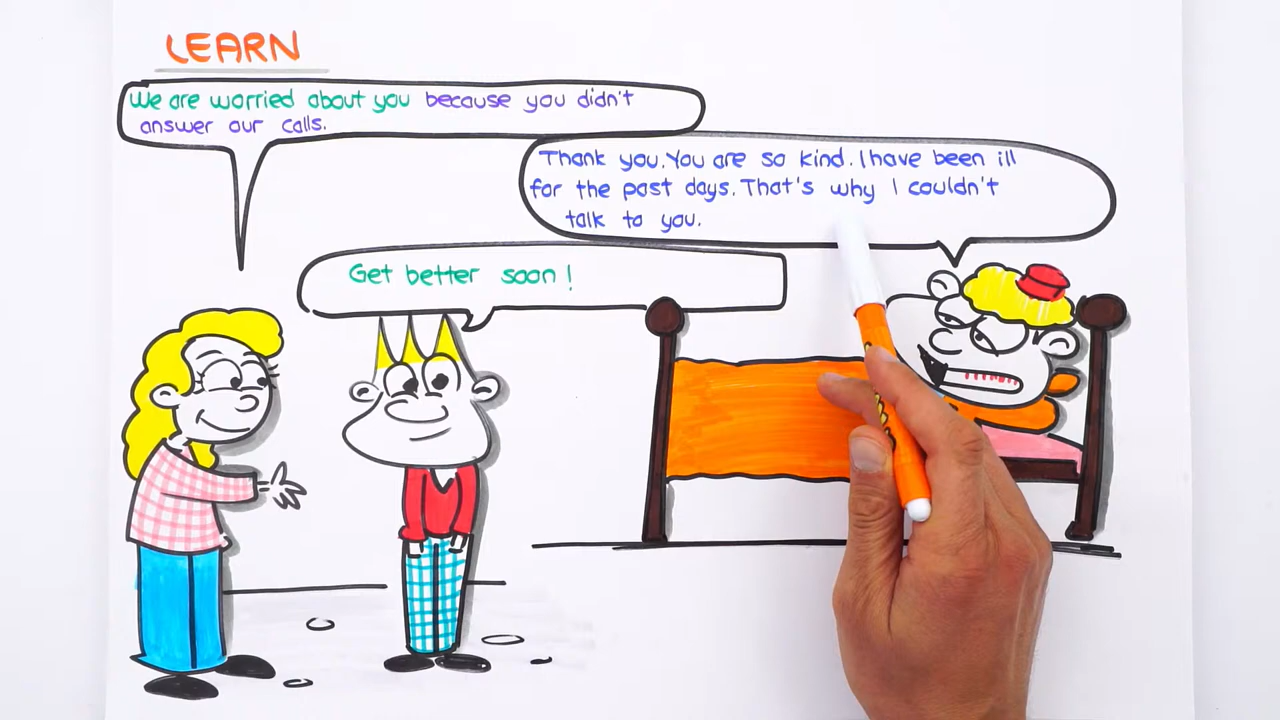 LEARN
We are worried about you because you didn't
answer our calls.
Thank you. You are so kind. I have been ill
for the past days. That's why I couldn't
talk to you.
Get better soon!